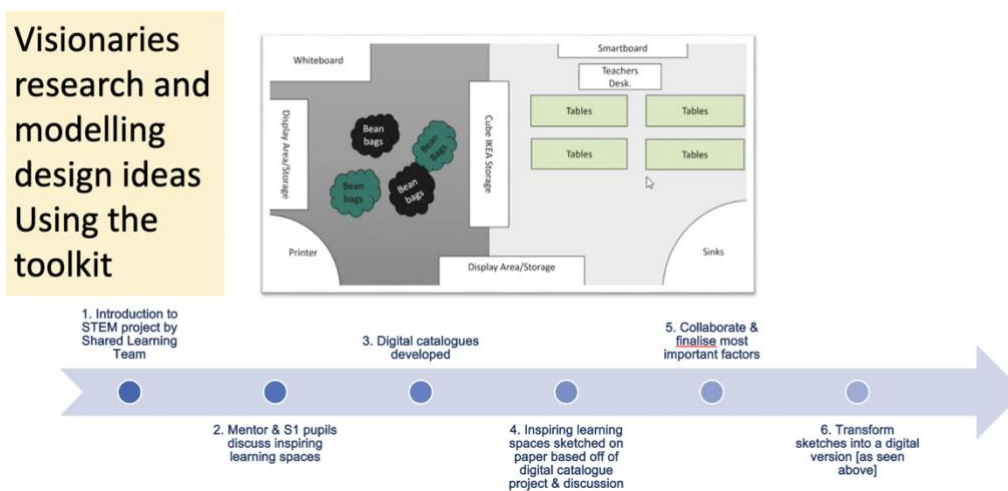 Visionaries
research and
modelling
design ideas
Using the
toolkit
Whiteboard
Smartboard
Teachers
Desk.
Display Area/Storage
Bean
bags
Bean
Bags
Bean
bags
Bean
bags
Cube IKEA Storage
Tables
Tables
Tables
Tables
Printer
Display Area/Storage
Sinks
1. Introduction to
STEM project by
Shared Learning
Team
2. Mentor & S1 pupils
discuss inspiring
learning spaces
3. Digital catalogues
developed
4. Inspiring learning
spaces sketched on
paper based off of
digital catalogue
project & discussion
5. Collaborate &
finalise most
important factors
6. Transform
sketches into a digital
version [as seen
above]